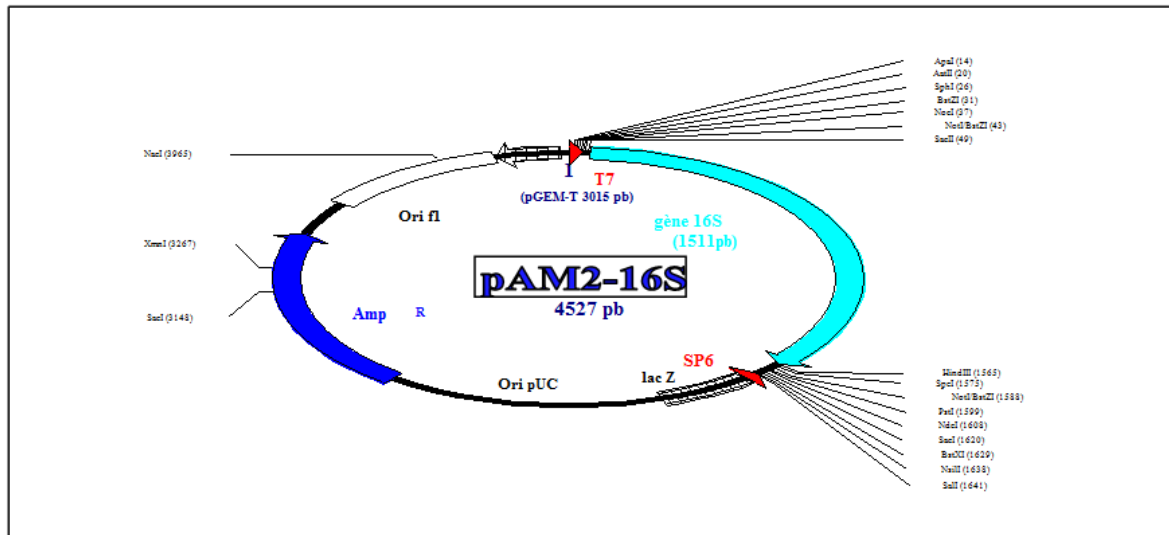 ApaI (14)
AatII (20)
SphI (26)
BstZI (31)
NcoI (37)
NotI/BstZI (43)
SacII (49)
NaeI (3965)
1
T7
(pGEM-T 3015 pb)
Ori f1
gène 16S
(1511pb)
XmnI (3267)
pAM2-16S
4527 pb
Amp R
ScaI (3148)
SP6
lac Z
Ori pUC
HindIII (1565)
SpeI (1575)
NotI/BstZI (1588)
PstI (1599)
NdeI (1608)
SacI (1620)
BstXI (1629)
NsiII (1638)
SalI (1641)